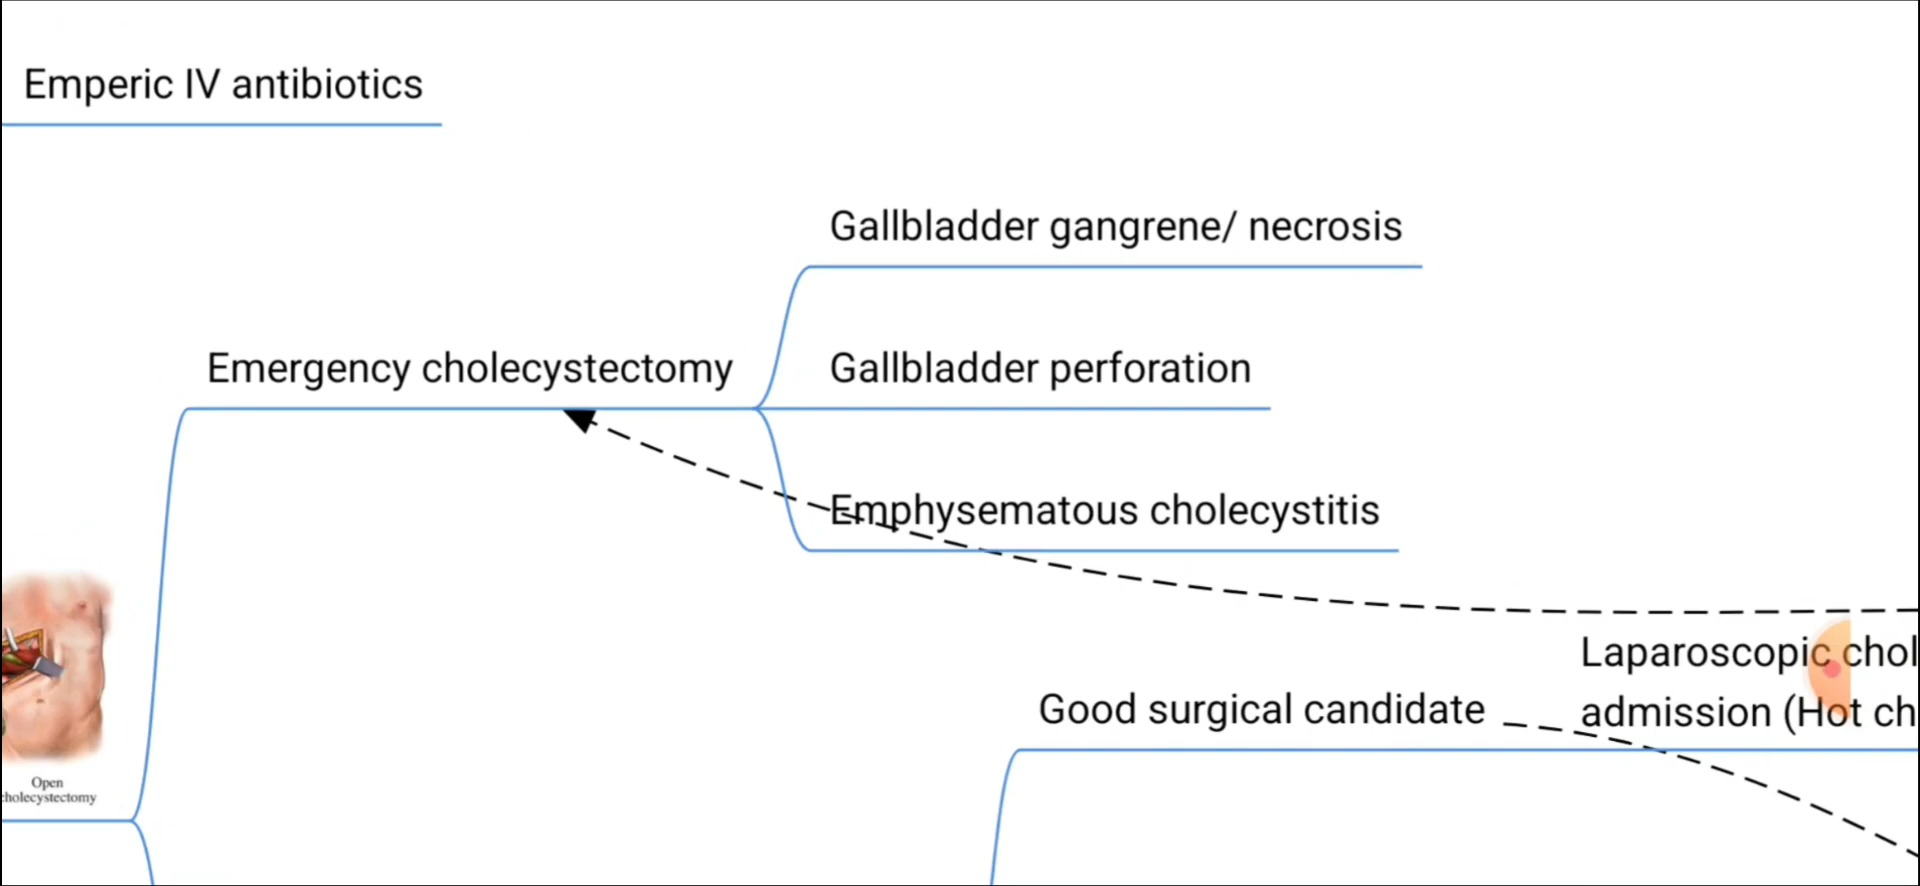 Emperic IV antibiotics
Gallbladder gangrene/ necrosis
Emergency cholecystectomy
Gallbladder perforation
Emphysematous cholecystitis
Laparoscopic chol
Good surgical candidate
admission (Hot ch
Open
cholecystectomy